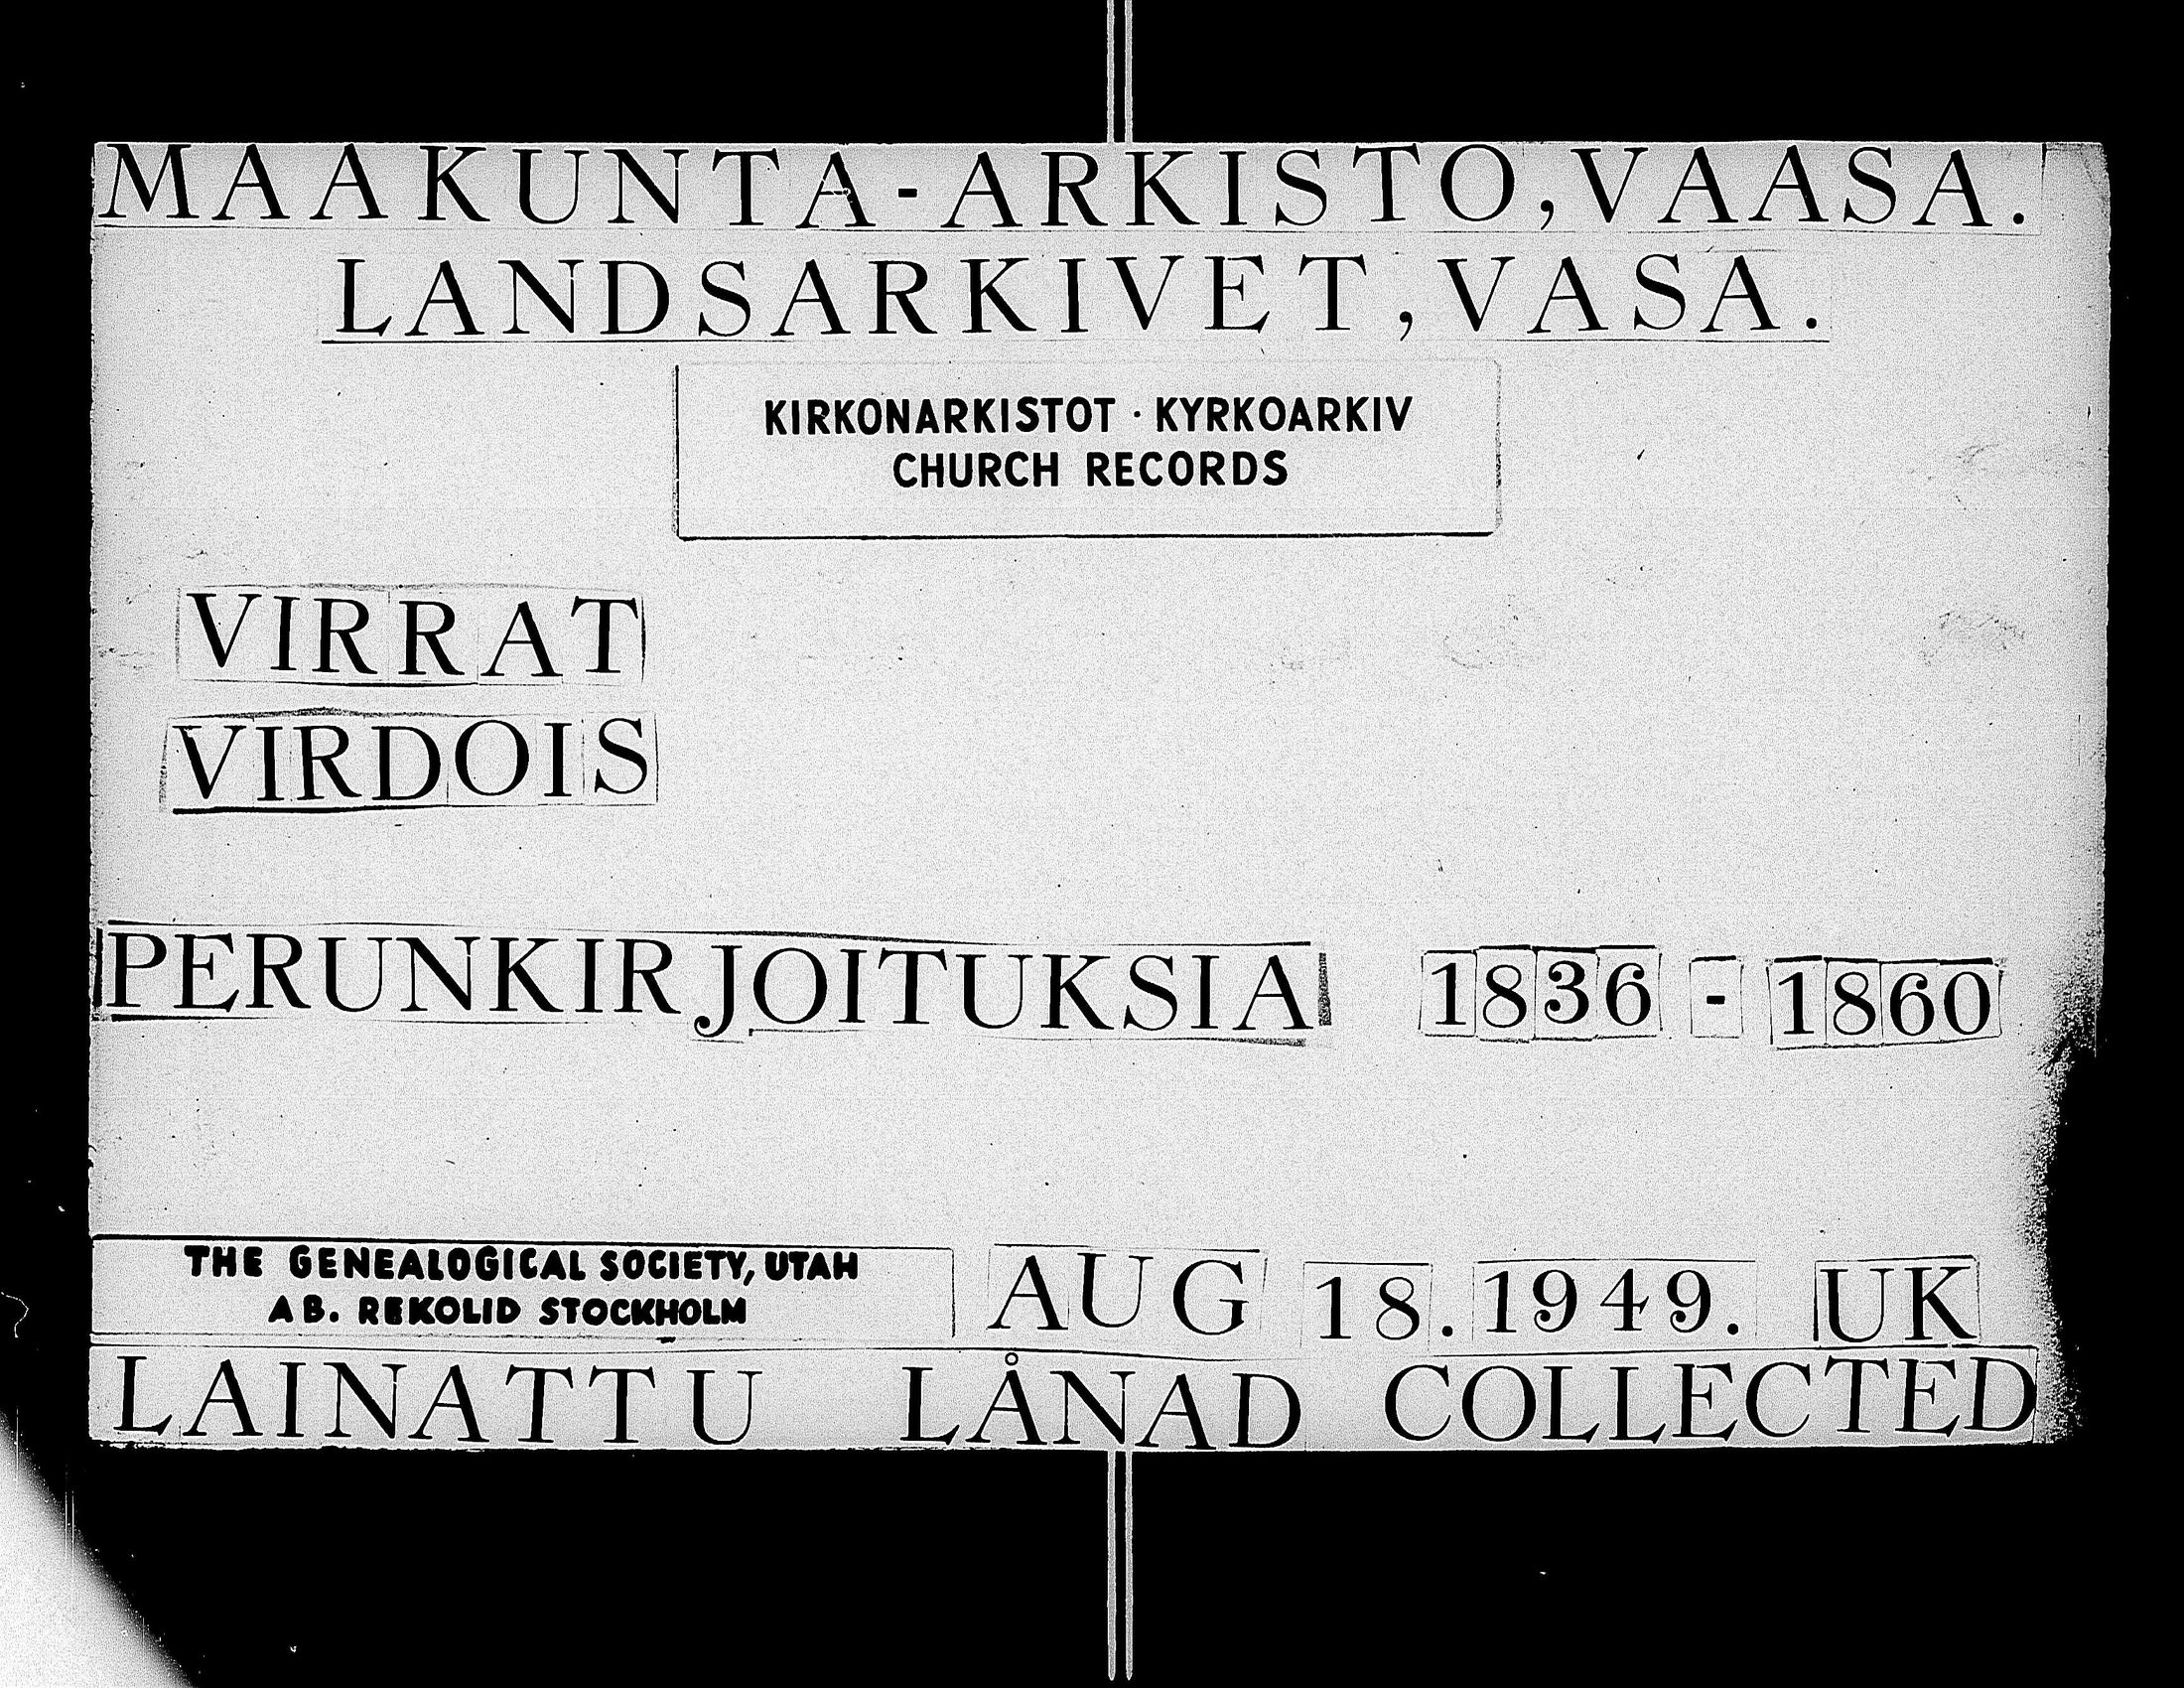 MAAKUNTA-ARKISTO, VAASA.
LANDSARKIVET, VASA.
KIRKONARKISTOT · KYRKOARKIV
CHURCH RECORDS
VIRRAT
VIRDOIS
PERUNKIRJOITUKSIA 1836 - 1860
THE GENEALOGICAL SOCIETY, UTAH
AB. REKOLID STOCKHOLM
AUG 18. 1949. UK
LAINATTU LÅNAD COLLECTED